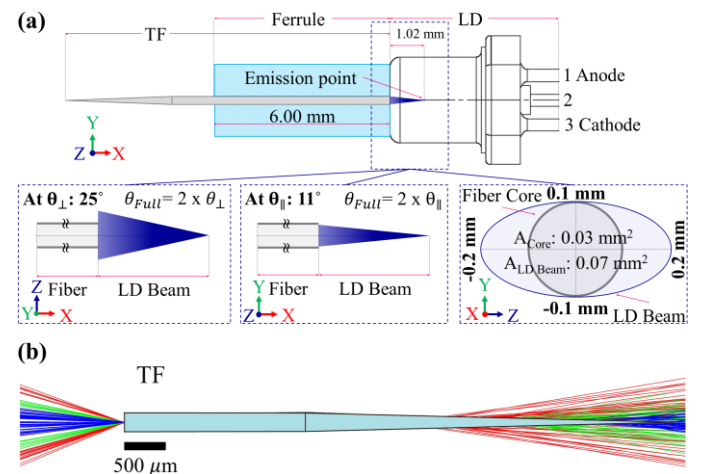 (a)
TF
Ferrule
LD
1.02 mm
Emission point
6.00 mm
1 Anode
2
3 Cathode
Y
Z X
At θ⊥: 25° θFull= 2 x θ⊥
Fiber LD Beam
Z
Y X
At θ∥: 11° θFull= 2 x θ∥
Fiber LD Beam
Y
Z X
Fiber Core 0.1 mm
-0.2 mm
ACore: 0.03 mm²
ALD Beam: 0.07 mm²
0.2 mm
-0.1 mm
LD Beam
Y
X Z
(b)
TF
500 μm